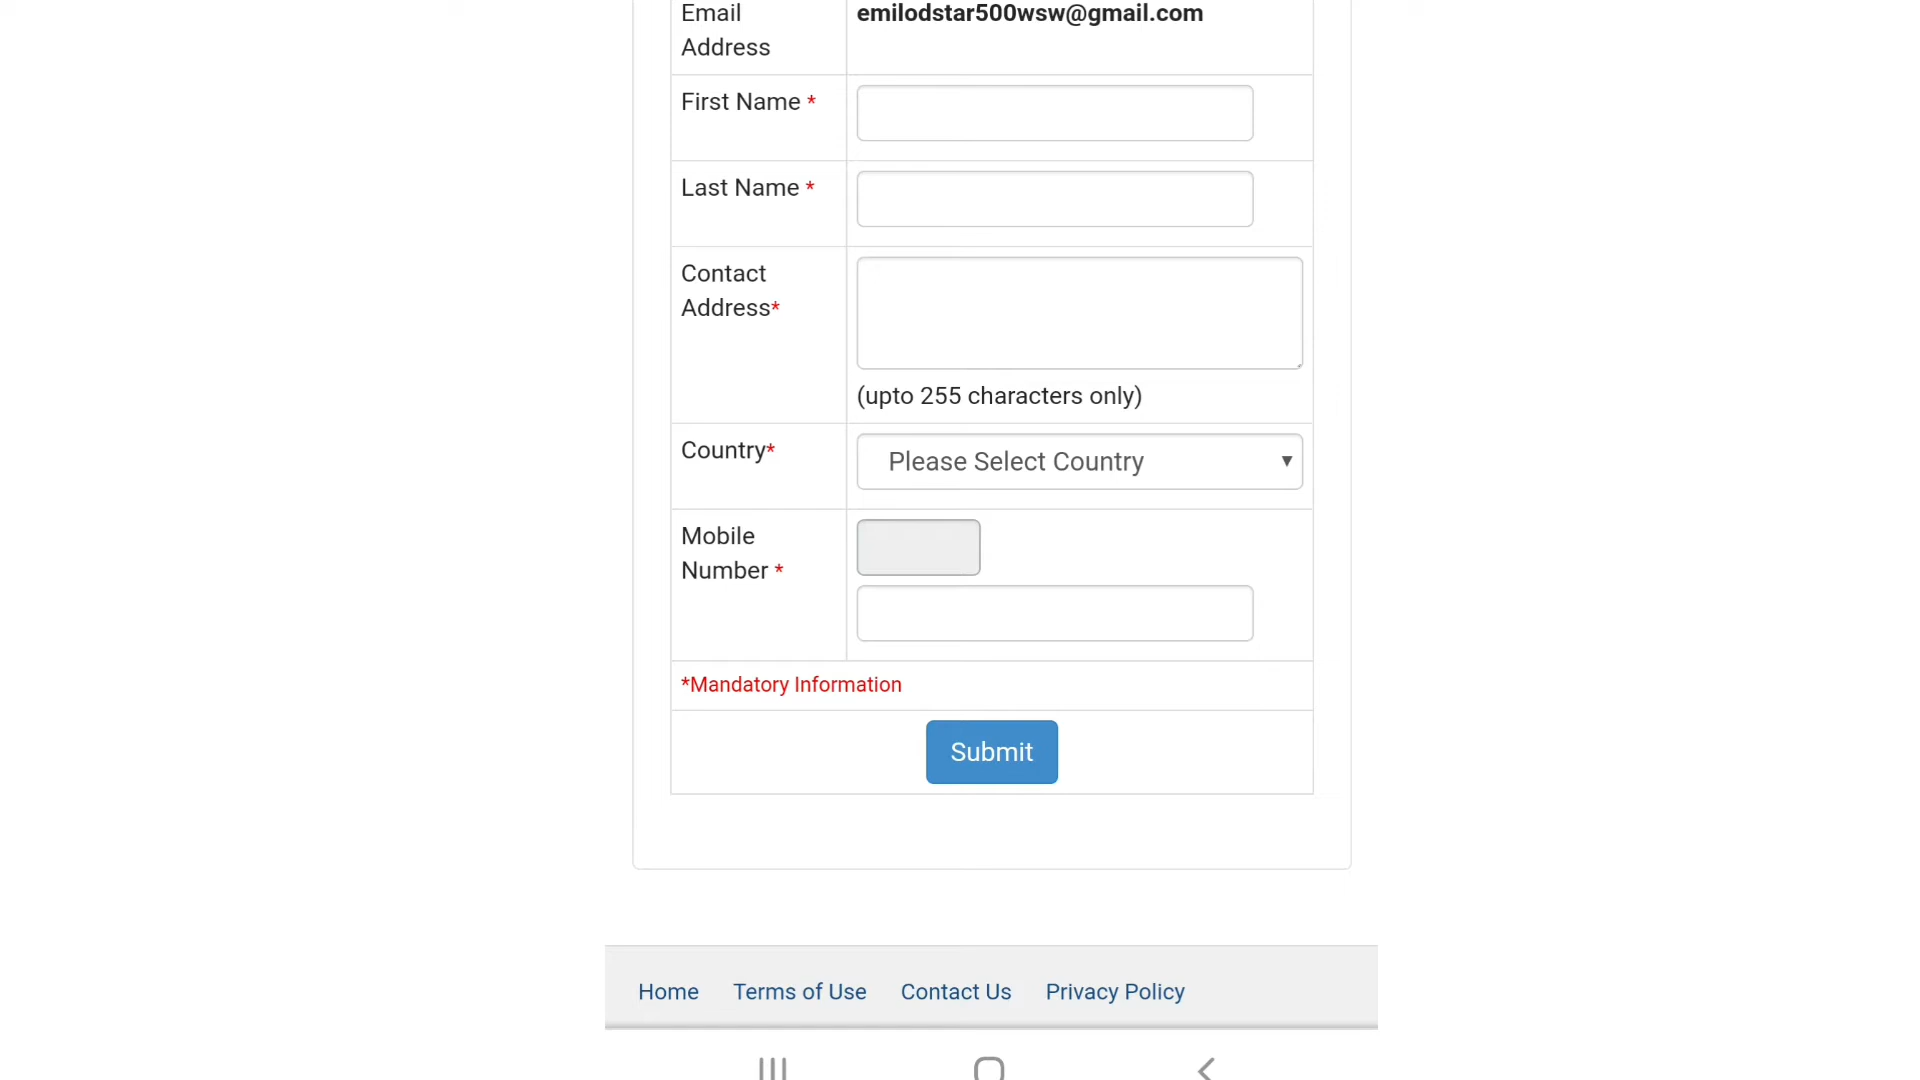 Email
Address
emilodstar500wsw@gmail.com
First Name *
Last Name *
Contact
Address*
(upto 255 characters only)
Country*
Please Select Country
Mobile
Number *
*Mandatory Information
Submit
Home Terms of Use Contact Us Privacy Policy